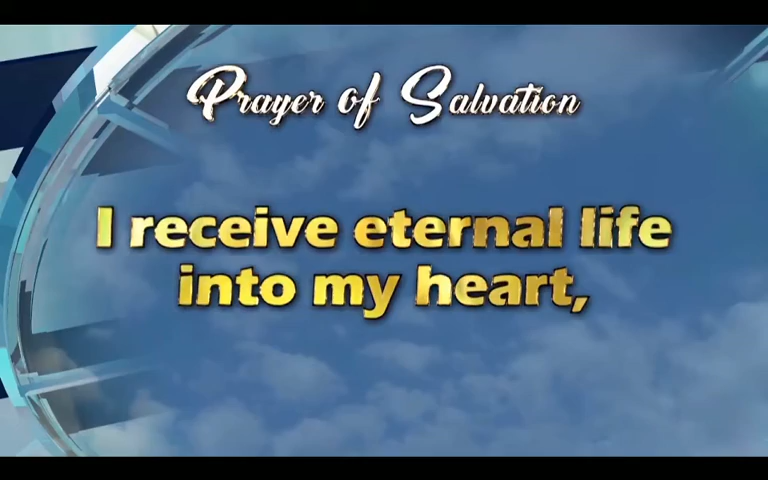 Prayer of Salvation
I receive eternal life
into my heart,